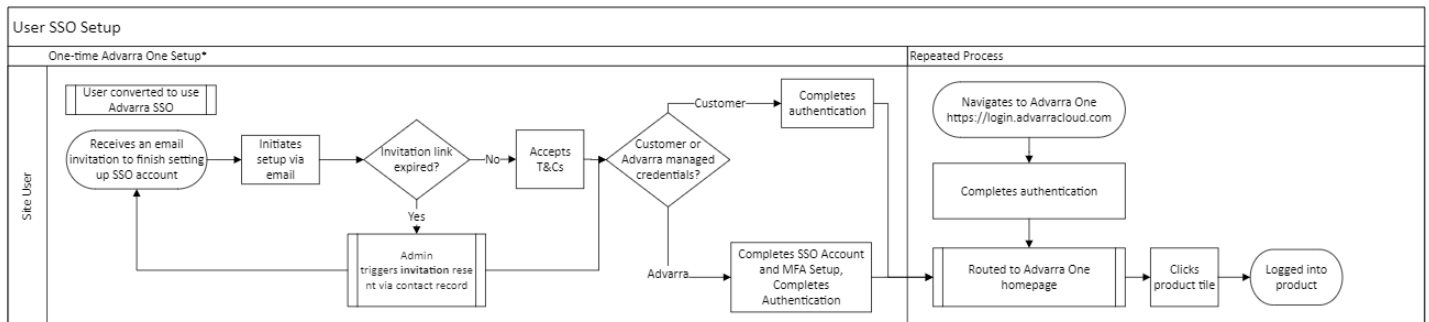 User SSO Setup
One-time Advarra One Setup*
Repeated Process
Site User
User converted to use
Advarra SSO
Receives an email
invitation to finish setting
up SSO account
Initiates
setup via
email
Invitation link
expired?
No
Yes
Admin
triggers invitation rese
nt via contact record
Accepts
T&Cs
Customer or
Advarra managed
credentials?
Customer
Completes
authentication
Advarra
Completes SSO Account
and MFA Setup,
Completes
Authentication
Navigates to Advarra One
https://login.advarracloud.com
Completes authentication
Routed to Advarra One
homepage
Clicks
product tile
Logged into
product